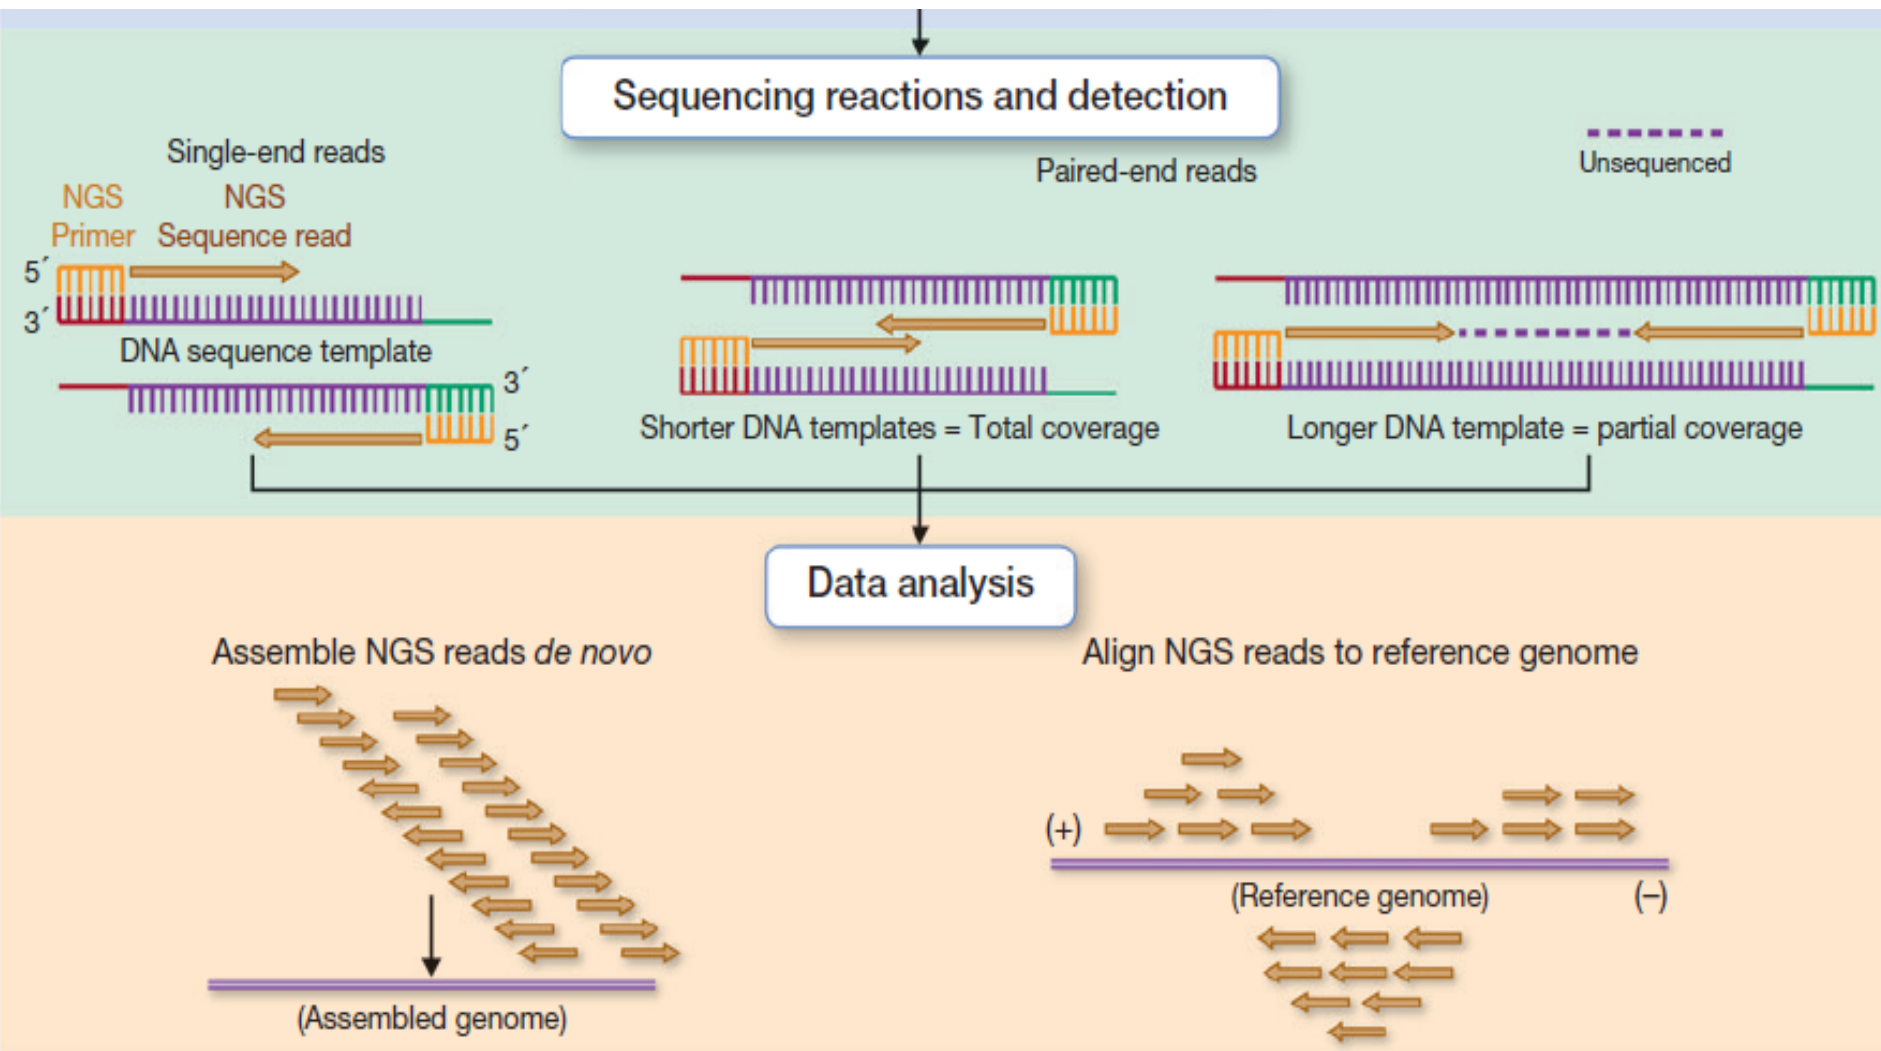 Sequencing reactions and detection
Single-end reads
Paired-end reads
Unsequenced
NGS
Primer
NGS
Sequence read
5´
3´
DNA sequence template
3´
5´
Shorter DNA templates = Total coverage
Longer DNA template = partial coverage
Data analysis
Assemble NGS reads de novo
Align NGS reads to reference genome
(+)
(Reference genome)
(–)
(Assembled genome)